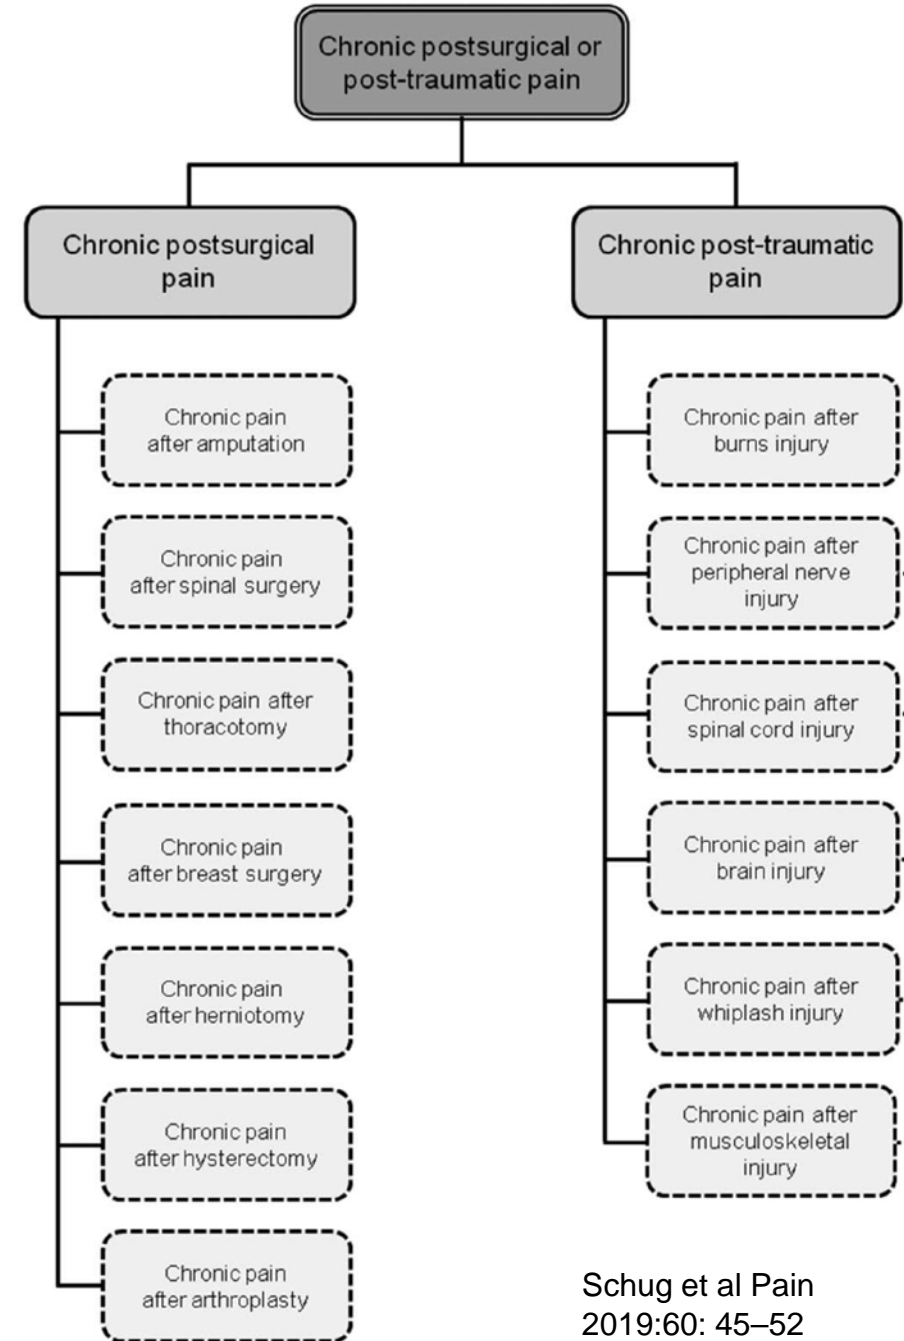 Chronic postsurgical or
post-traumatic pain
Chronic postsurgical
pain
Chronic pain
after amputation
Chronic pain
after spinal surgery
Chronic pain after
thoracotomy
Chronic pain
after breast surgery
Chronic pain
after herniotomy
Chronic pain
after hysterectomy
Chronic pain
after arthroplasty
Chronic post-traumatic
pain
Chronic pain after
burns injury
Chronic pain after
peripheral nerve
injury
Chronic pain after
spinal cord injury
Chronic pain after
brain injury
Chronic pain after
whiplash injury
Chronic pain after
musculoskeletal
injury
Schug et al Pain
2019:60: 45–52